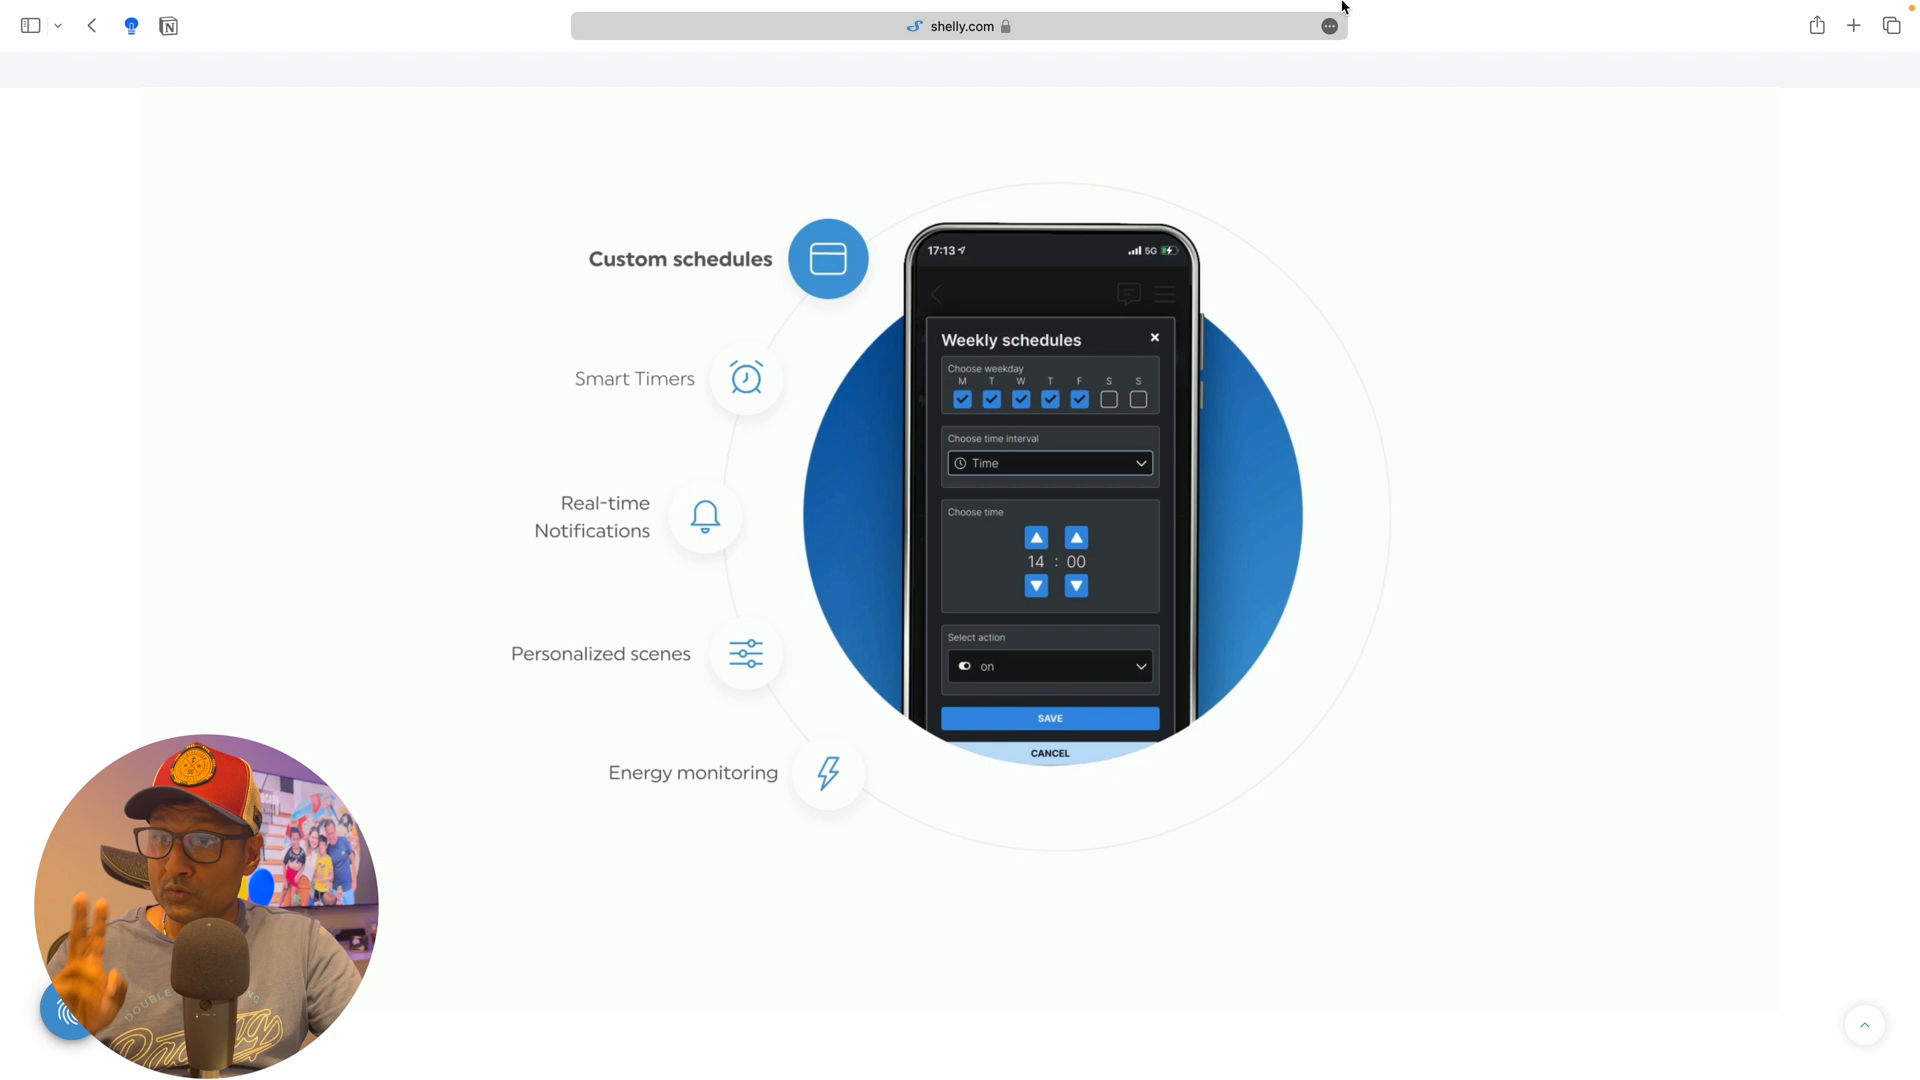 shelly.com
Custom schedules
Smart Timers
Real-time
Notifications
Personalized scenes
Energy monitoring
17:13
5G
Weekly schedules
Choose weekday
M T W T F S S
Choose time interval
Time
Choose time
14 : 00
Select action
on
SAVE
CANCEL